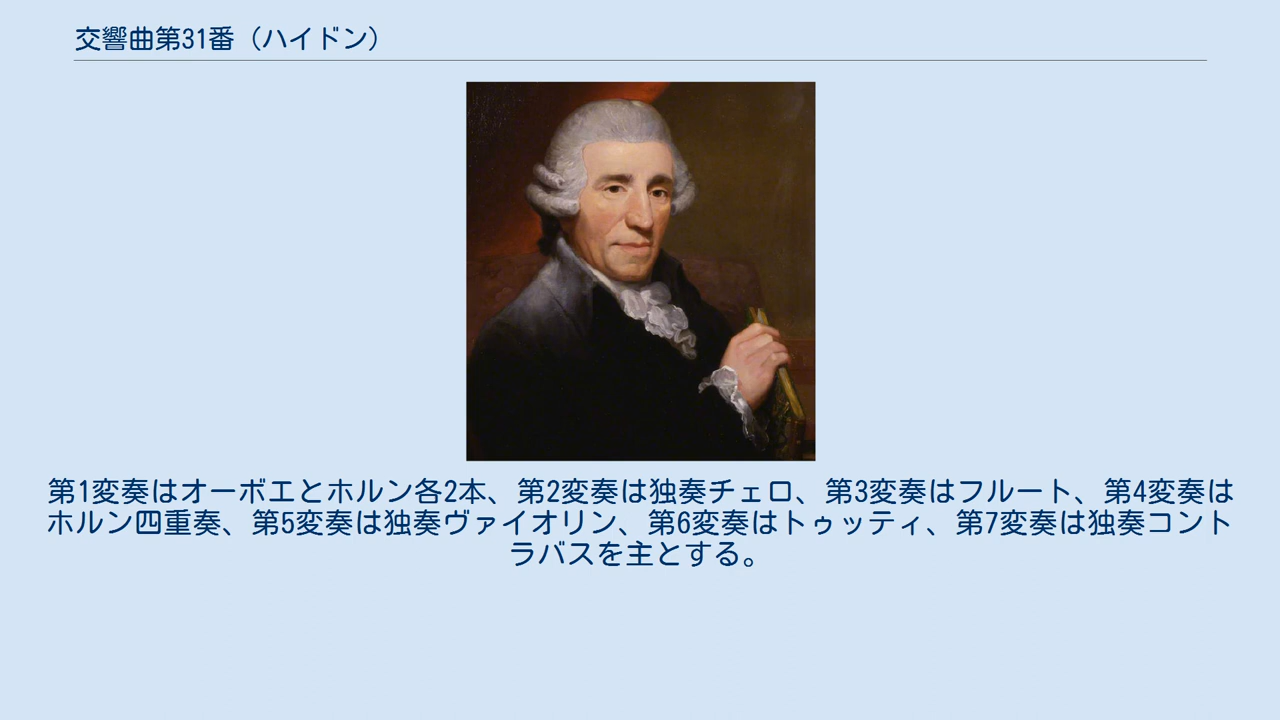 交響曲第31番（ハイドン）
第1変奏はオーボエとホルン各2本、第2変奏は独奏チェロ、第3変奏はフルート、第4変奏は
ホルン四重奏、第5変奏は独奏ヴァイオリン、第6変奏はトゥッティ、第7変奏は独奏コント
ラバスを主とする。